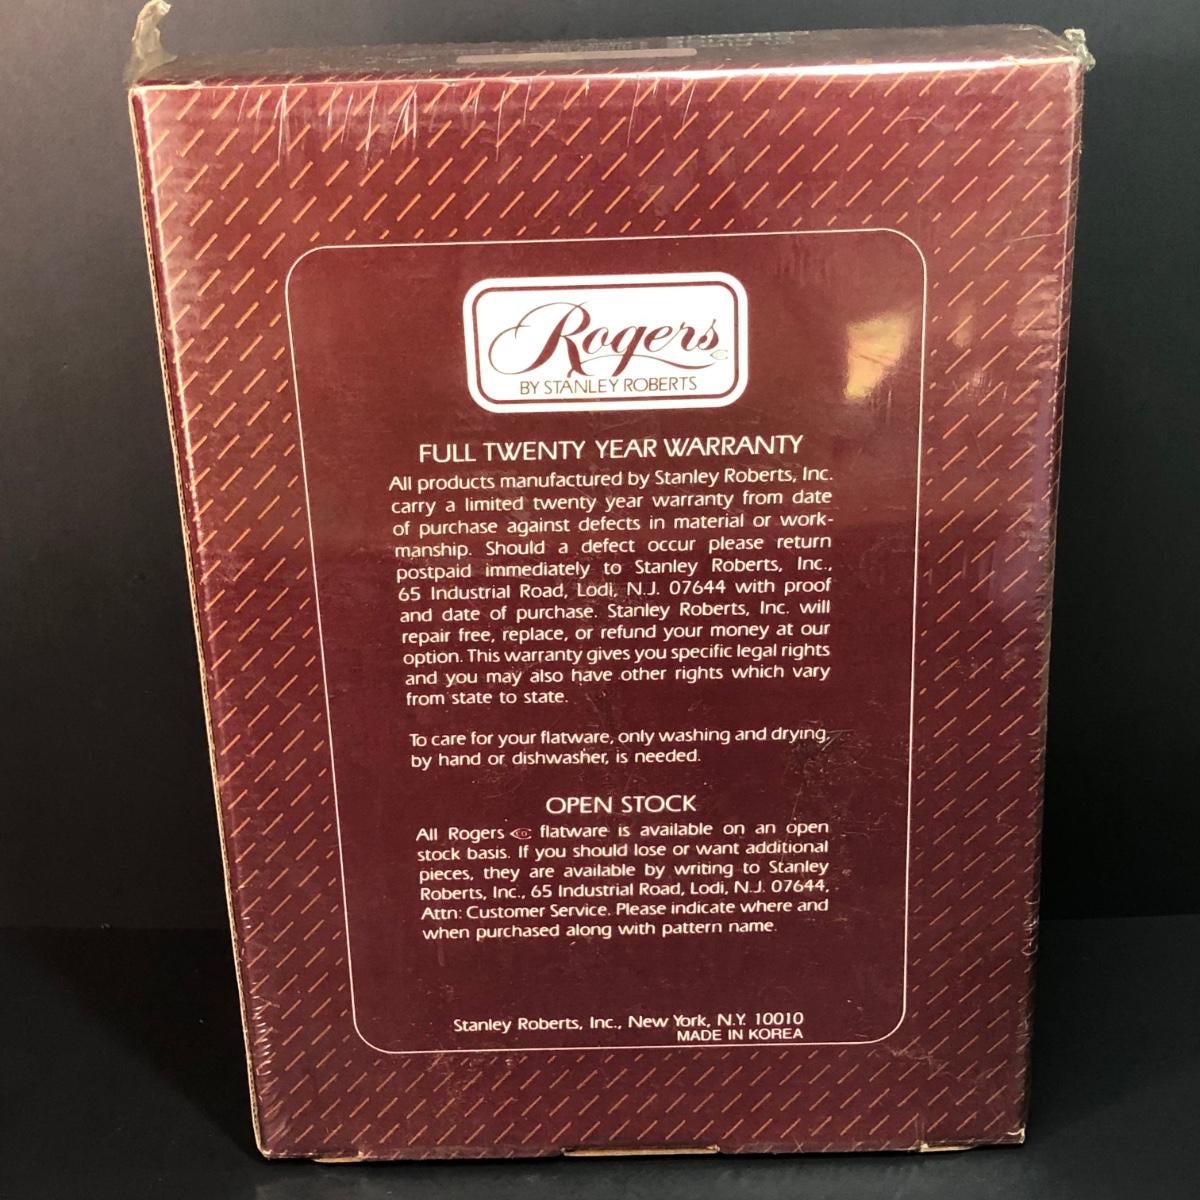 Rogers
BY STANLEY ROBERTS
FULL TWENTY YEAR WARRANTY
All products manufactured by Stanley Roberts, Inc.
carry a limited twenty year warranty from date
of purchase against defects in material or work-
manship. Should a defect occur please return
postpaid immediately to Stanley Roberts, Inc.,
65 Industrial Road, Lodi, N.J. 07644 with proof
and date of purchase. Stanley Roberts, Inc. will
repair free, replace, or refund your money at our
option. This warranty gives you specific legal rights
and you may also have other rights which vary
from state to state.
To care for your flatware, only washing and drying,
by hand or dishwasher, is needed.
OPEN STOCK
All Rogers CO. flatware is available on an open
stock basis. If you should lose or want additional
pieces, they are available by writing to Stanley
Roberts, Inc., 65 Industrial Road, Lodi, N.J. 07644,
Attn: Customer Service. Please indicate where and
when purchased along with pattern name.
Stanley Roberts, Inc., New York, N.Y. 10010
MADE IN KOREA